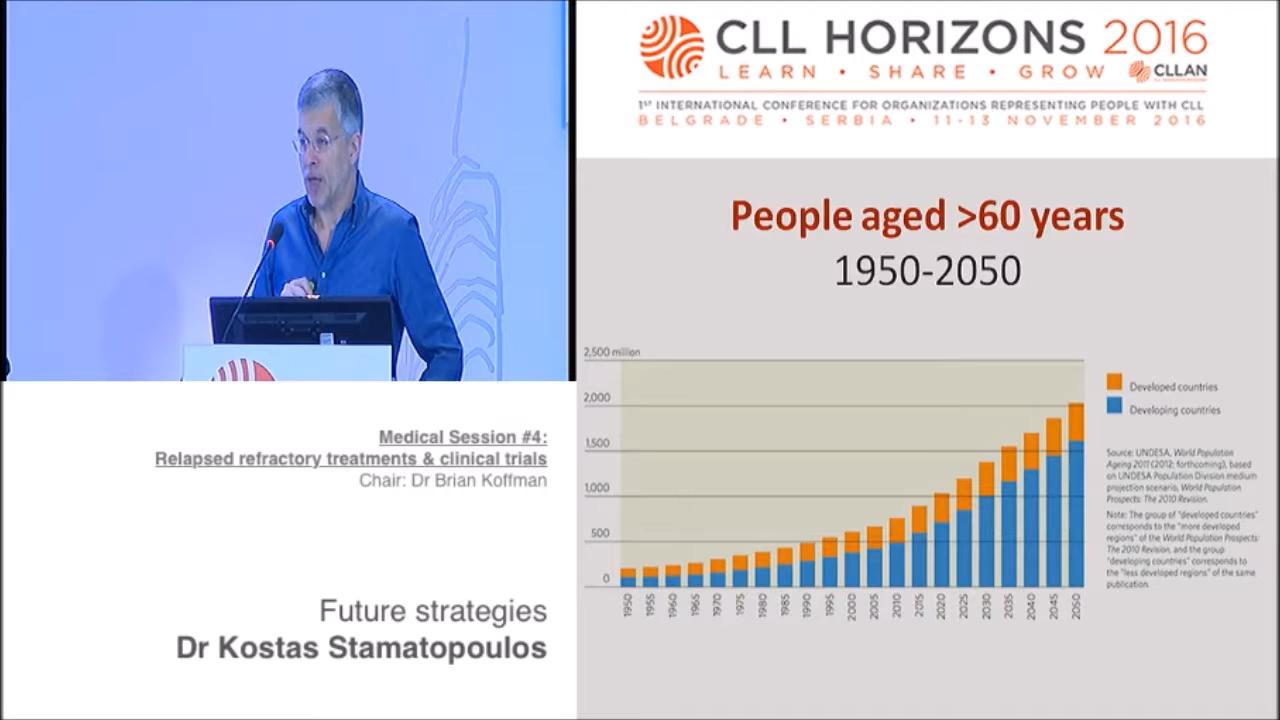 Medical Session #4:
Relapsed refractory treatments & clinical trials
Chair: Dr Brian Koffman
Future strategies
Dr Kostas Stamatopoulos
CLL HORIZONS 2016
LEARN • SHARE • GROW
CLLAN
1ST INTERNATIONAL CONFERENCE FOR ORGANIZATIONS REPRESENTING PEOPLE WITH CLL
BELGRADE • SERBIA • 11-13 NOVEMBER 2016
People aged >60 years
1950-2050
2,500 million
2,000
1,500
1,000
500
0
1950 1955 1960 1965 1970 1975 1980 1985 1990 1995 2000 2005 2010 2015 2020 2025 2030 2035 2040 2045 2050
Developed countries
Developing countries
Source: UNDESA, World Population
Ageing 2011 (2012; forthcoming), based
on UNDESA Population Division medium
projection scenario, World Population
Prospects: The 2010 Revision.
Note: The group of "developed countries"
corresponds to the "more developed
regions" of the World Population Prospects:
The 2010 Revision, and the group
"developing countries" corresponds to
the "less developed regions" of the same
publication.